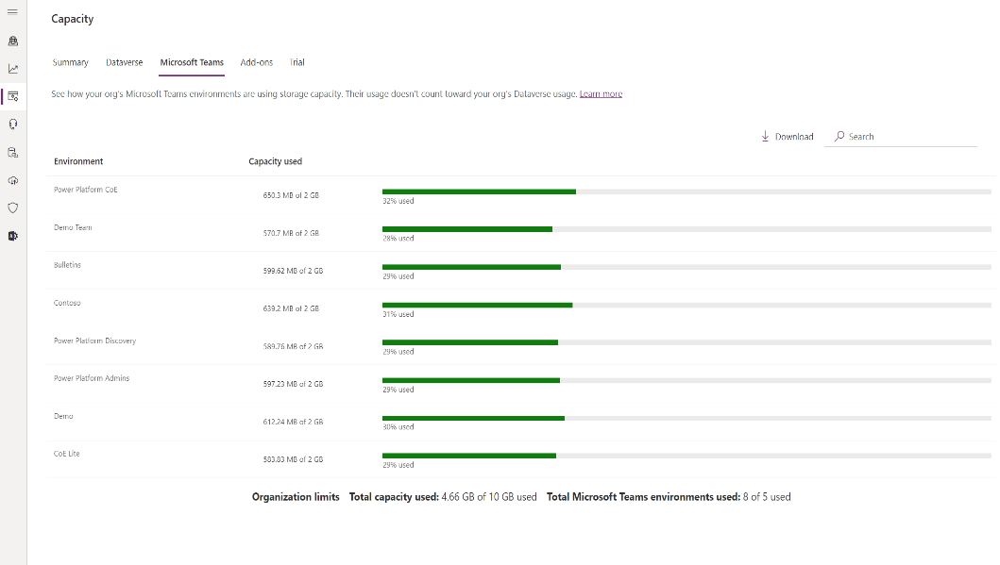 Capacity
Summary Dataverse Microsoft Teams Add-ons Trial
See how your org's Microsoft Teams environments are using storage capacity. Their usage doesn't count toward your org's Dataverse usage. Learn more
Download Search
Environment Capacity used
Power Platform CoE 650.3 MB of 2 GB
32% used
Demo Team 570.7 MB of 2 GB
28% used
Bulletins 599.62 MB of 2 GB
29% used
Contoso 639.2 MB of 2 GB
31% used
Power Platform Discovery 589.76 MB of 2 GB
29% used
Power Platform Admins 597.23 MB of 2 GB
29% used
Demo 612.24 MB of 2 GB
30% used
CoE Lite 583.83 MB of 2 GB
29% used
Organization limits Total capacity used: 4.66 GB of 10 GB used Total Microsoft Teams environments used: 8 of 5 used